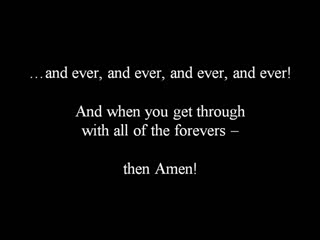 …and ever, and ever, and ever, and ever!
And when you get through
with all of the forevers –
then Amen!